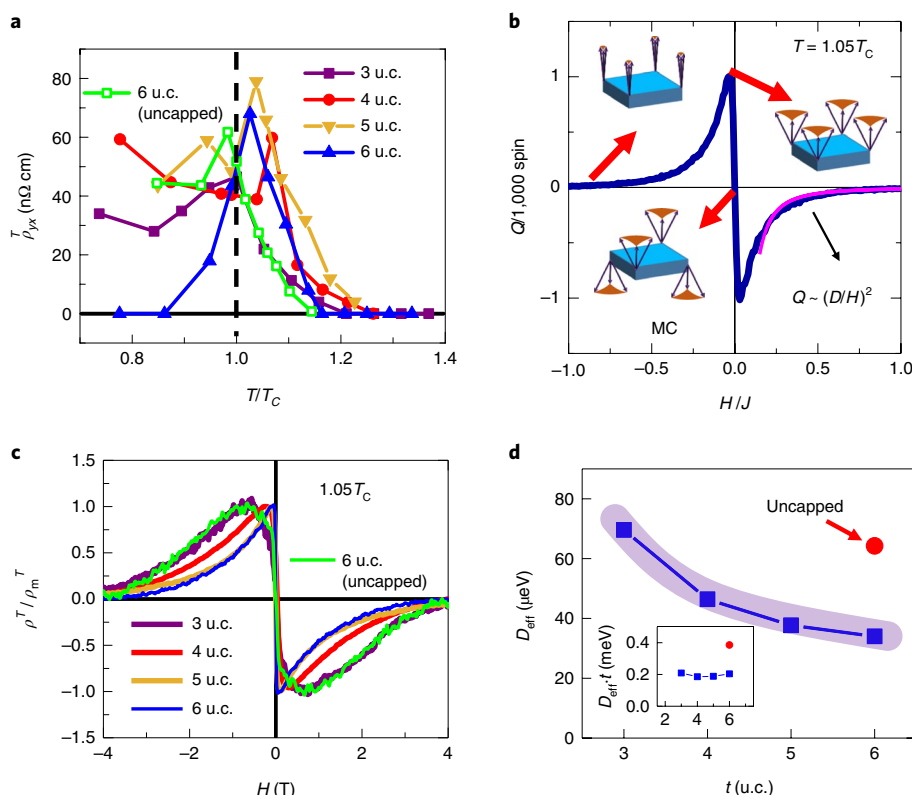 a
ρᵀyx (nΩ cm)
80
60
40
20
0
6 u.c.
(uncapped)
3 u.c.
4 u.c.
5 u.c.
6 u.c.
0.8
1.0
1.2
1.4
T/TC
b
Q/1,000 spin
1
0
−1
T = 1.05TC
Q ~ (D/H)²
MC
−1.0
−0.5
0.0
0.5
1.0
H/J
c
ρᵀ/ρmᵀ
1.5
1.0
0.5
0.0
−0.5
−1.0
−1.5
1.05TC
6 u.c.
(uncapped)
3 u.c.
4 u.c.
5 u.c.
6 u.c.
−4
−2
0
2
4
H (T)
d
Deff (μeV)
80
60
40
20
0
Uncapped
Deff·t (meV)
0.4
0.2
0.0
2
4
6
3
4
5
6
t (u.c.)